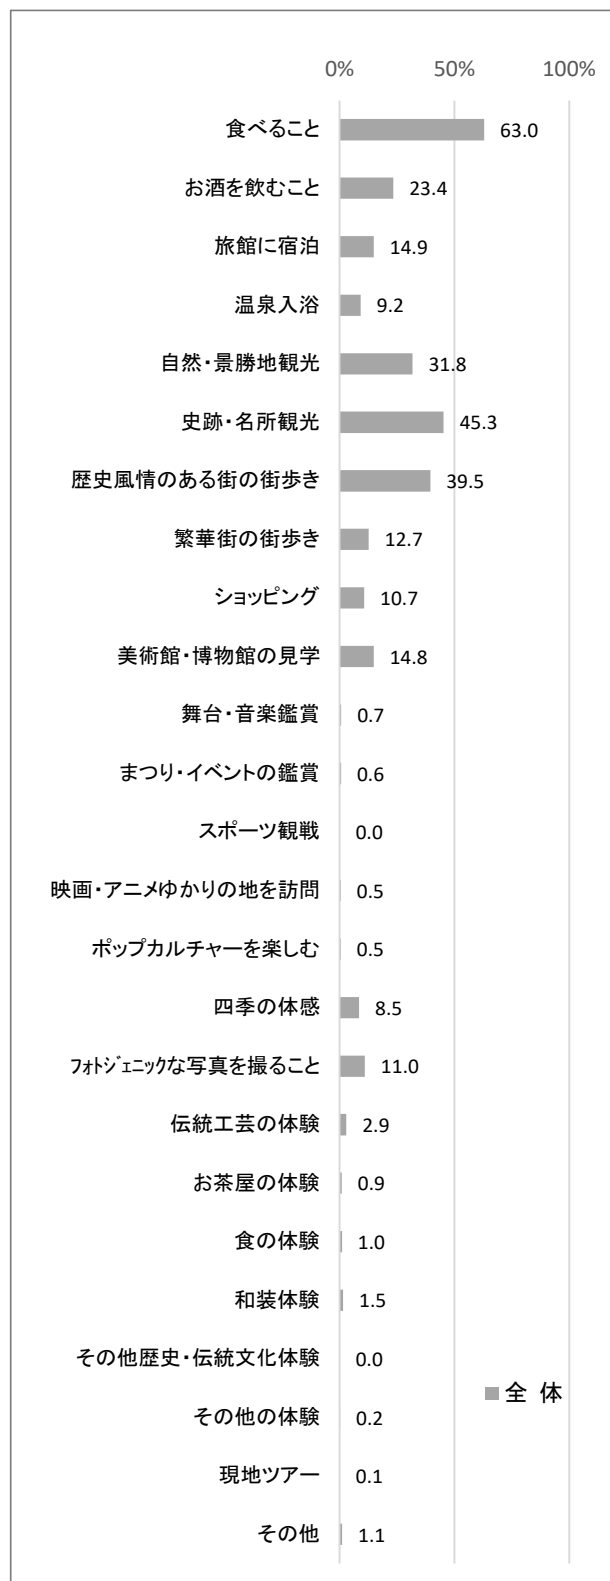 0% 50% 100%
食べること 63.0
お酒を飲むこと 23.4
旅館に宿泊 14.9
温泉入浴 9.2
自然・景勝地観光 31.8
史跡・名所観光 45.3
歴史風情のある街の街歩き 39.5
繁華街の街歩き 12.7
ショッピング 10.7
美術館・博物館の見学 14.8
舞台・音楽鑑賞 0.7
まつり・イベントの鑑賞 0.6
スポーツ観戦 0.0
映画・アニメゆかりの地を訪問 0.5
ポップカルチャーを楽しむ 0.5
四季の体感 8.5
ﾌｫﾄｼﾞｪﾆｯｸな写真を撮ること 11.0
伝統工芸の体験 2.9
お茶屋の体験 0.9
食の体験 1.0
和装体験 1.5
その他歴史・伝統文化体験 0.0
全 体
その他の体験 0.2
現地ツアー 0.1
その他 1.1